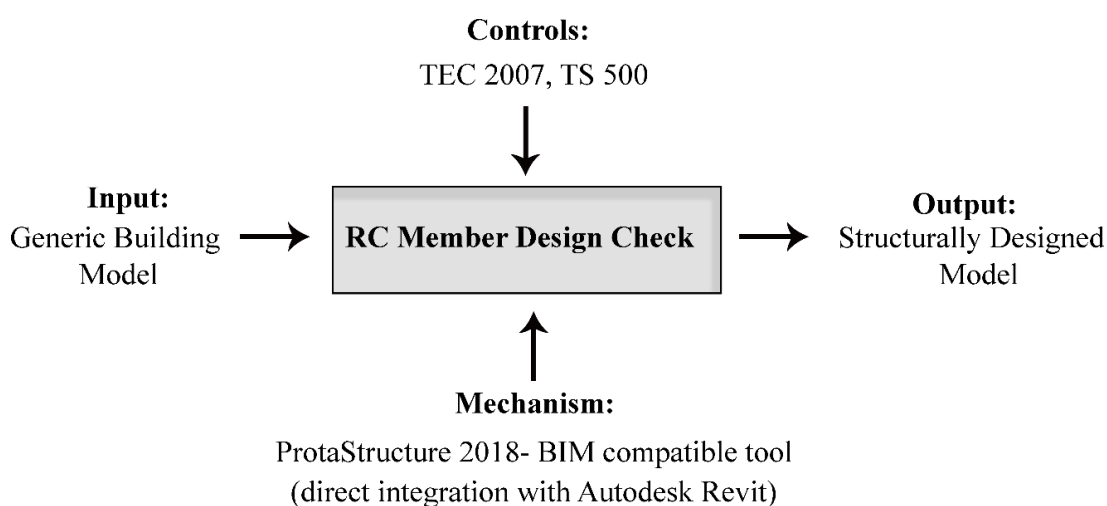 Controls:
TEC 2007, TS 500
Input:
Generic Building
Model
RC Member Design Check
Output:
Structurally Designed
Model
Mechanism:
ProtaStructure 2018- BIM compatible tool
(direct integration with Autodesk Revit)